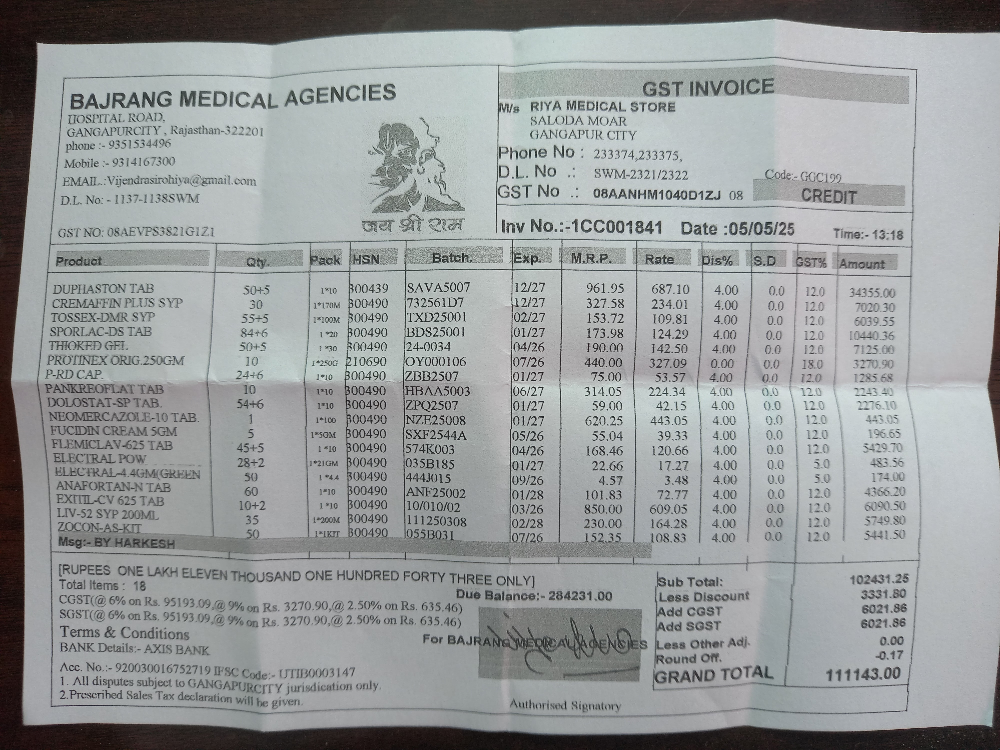 BAJRANG MEDICAL AGENCIES
HOSPITAL ROAD,
GANGAPURCITY , Rajasthan-322201
phone :- 9351534496
Mobile :- 9314167300
EMAIL.:Vijendrasirohiya@gmail.com
D.L. No: - 1137-1138SWM
GST NO: 08AEVPS3821G1Z1
जय श्री राम
GST INVOICE
M/s RIYA MEDICAL STORE
SALODA MOAR
GANGAPUR CITY
Phone No : 233374,233375,
D.L. No .: SWM-2321/2322 Code:- GGC199
GST No .: 08AANHM1040D1ZJ 08 CREDIT
Inv No.:-1CC001841 Date :05/05/25 Time:- 13:18
Product Qty. Pack HSN Batch. Exp. M.R.P. Rate Dis% S.D GST% Amount
DUPHASTON TAB 50+5 1*10 300439 SAVA5007 12/27 961.95 687.10 4.00 0.0 12.0 34355.00
CREMAFFIN PLUS SYP 30 1*170M 300490 732561D7 12/27 327.58 234.01 4.00 0.0 12.0 7020.30
TOSSEX-DMR SYP 55+5 1*100M 300490 TXD25001 02/27 153.72 109.81 4.00 0.0 12.0 6039.55
SPORLAC-DS TAB 84+6 1*20 300490 BDS25001 01/27 173.98 124.29 4.00 0.0 12.0 10440.36
THIOKED GEL 50+5 1*30 300490 24-0034 04/26 190.00 142.50 4.00 0.0 12.0 7125.00
PROTINEX ORIG.250GM 10 1*250G 210690 OY000106 07/26 440.00 327.09 0.00 0.0 18.0 3270.90
P-RD CAP. 24+6 1*10 300490 ZBB2507 01/27 75.00 53.57 4.00 0.0 12.0 1285.68
PANKREOFLAT TAB 10 1*10 300490 HBAA5003 06/27 314.05 224.34 4.00 0.0 12.0 2243.40
DOLOSTAT-SP TAB. 54+6 1*10 300490 ZPQ2507 01/27 59.00 42.15 4.00 0.0 12.0 2276.10
NEOMERCAZOLE-10 TAB. 1 1*100 300490 NZE25008 01/27 620.25 443.05 4.00 0.0 12.0 443.05
FUCIDIN CREAM 5GM 5 1*5GM 300490 SXF2544A 05/26 55.04 39.33 4.00 0.0 12.0 196.65
FLEMICLAV-625 TAB 45+5 1*10 300490 574K003 04/26 168.46 120.66 4.00 0.0 12.0 5429.70
ELECTRAL POW 28+2 1*21GM 300490 035B185 01/27 22.66 17.27 4.00 0.0 5.0 483.56
ELECTRAL-4.4GM(GREEN 50 1*4.4 300490 444J015 09/26 4.57 3.48 4.00 0.0 5.0 174.00
ANAFORTAN-N TAB 60 1*10 300490 ANF25002 01/28 101.83 72.77 4.00 0.0 12.0 4366.20
EXITIL-CV 625 TAB 10+2 1*10 300490 10/010/02 03/26 850.00 609.05 4.00 0.0 12.0 6090.50
LIV-52 SYP 200ML 35 1*200M 300490 111250308 02/28 230.00 164.28 4.00 0.0 12.0 5749.80
ZOCON-AS-KIT 50 1*1KIT 300490 055B031 07/26 152.35 108.83 4.00 0.0 12.0 5441.50
Msg:- BY HARKESH
[RUPEES ONE LAKH ELEVEN THOUSAND ONE HUNDRED FORTY THREE ONLY]
Total Items : 18 Due Balance:- 284231.00
CGST(@ 6% on Rs. 95193.09,@ 9% on Rs. 3270.90,@ 2.50% on Rs. 635.46)
SGST(@ 6% on Rs. 95193.09,@ 9% on Rs. 3270.90,@ 2.50% on Rs. 635.46)
Terms & Conditions
BANK Details:- AXIS BANK
Acc. No.:- 920030016752719 IFSC Code:- UTIB0003147
1. All disputes subject to GANGAPURCITY jurisdication only.
2.Prescribed Sales Tax declaration will be given.
For BAJRANG MEDICAL AGENCIES
Authorised Signatory
Sub Total: 102431.25
Less Discount 3331.80
Add CGST 6021.86
Add SGST 6021.86
Less Other Adj. 0.00
Round Off. -0.17
GRAND TOTAL 111143.00